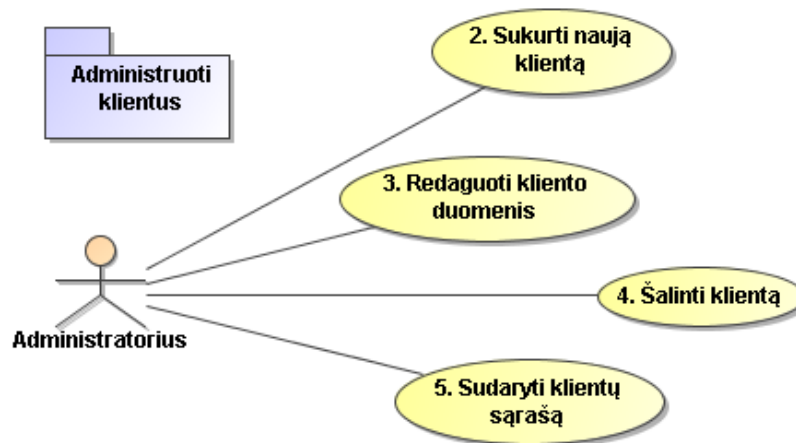 2. Sukurti naują
klientą
Administruoti
klientus
3. Redaguoti kliento
duomenis
4. Šalinti klientą
Administratorius
5. Sudaryti klientų
sąrašą